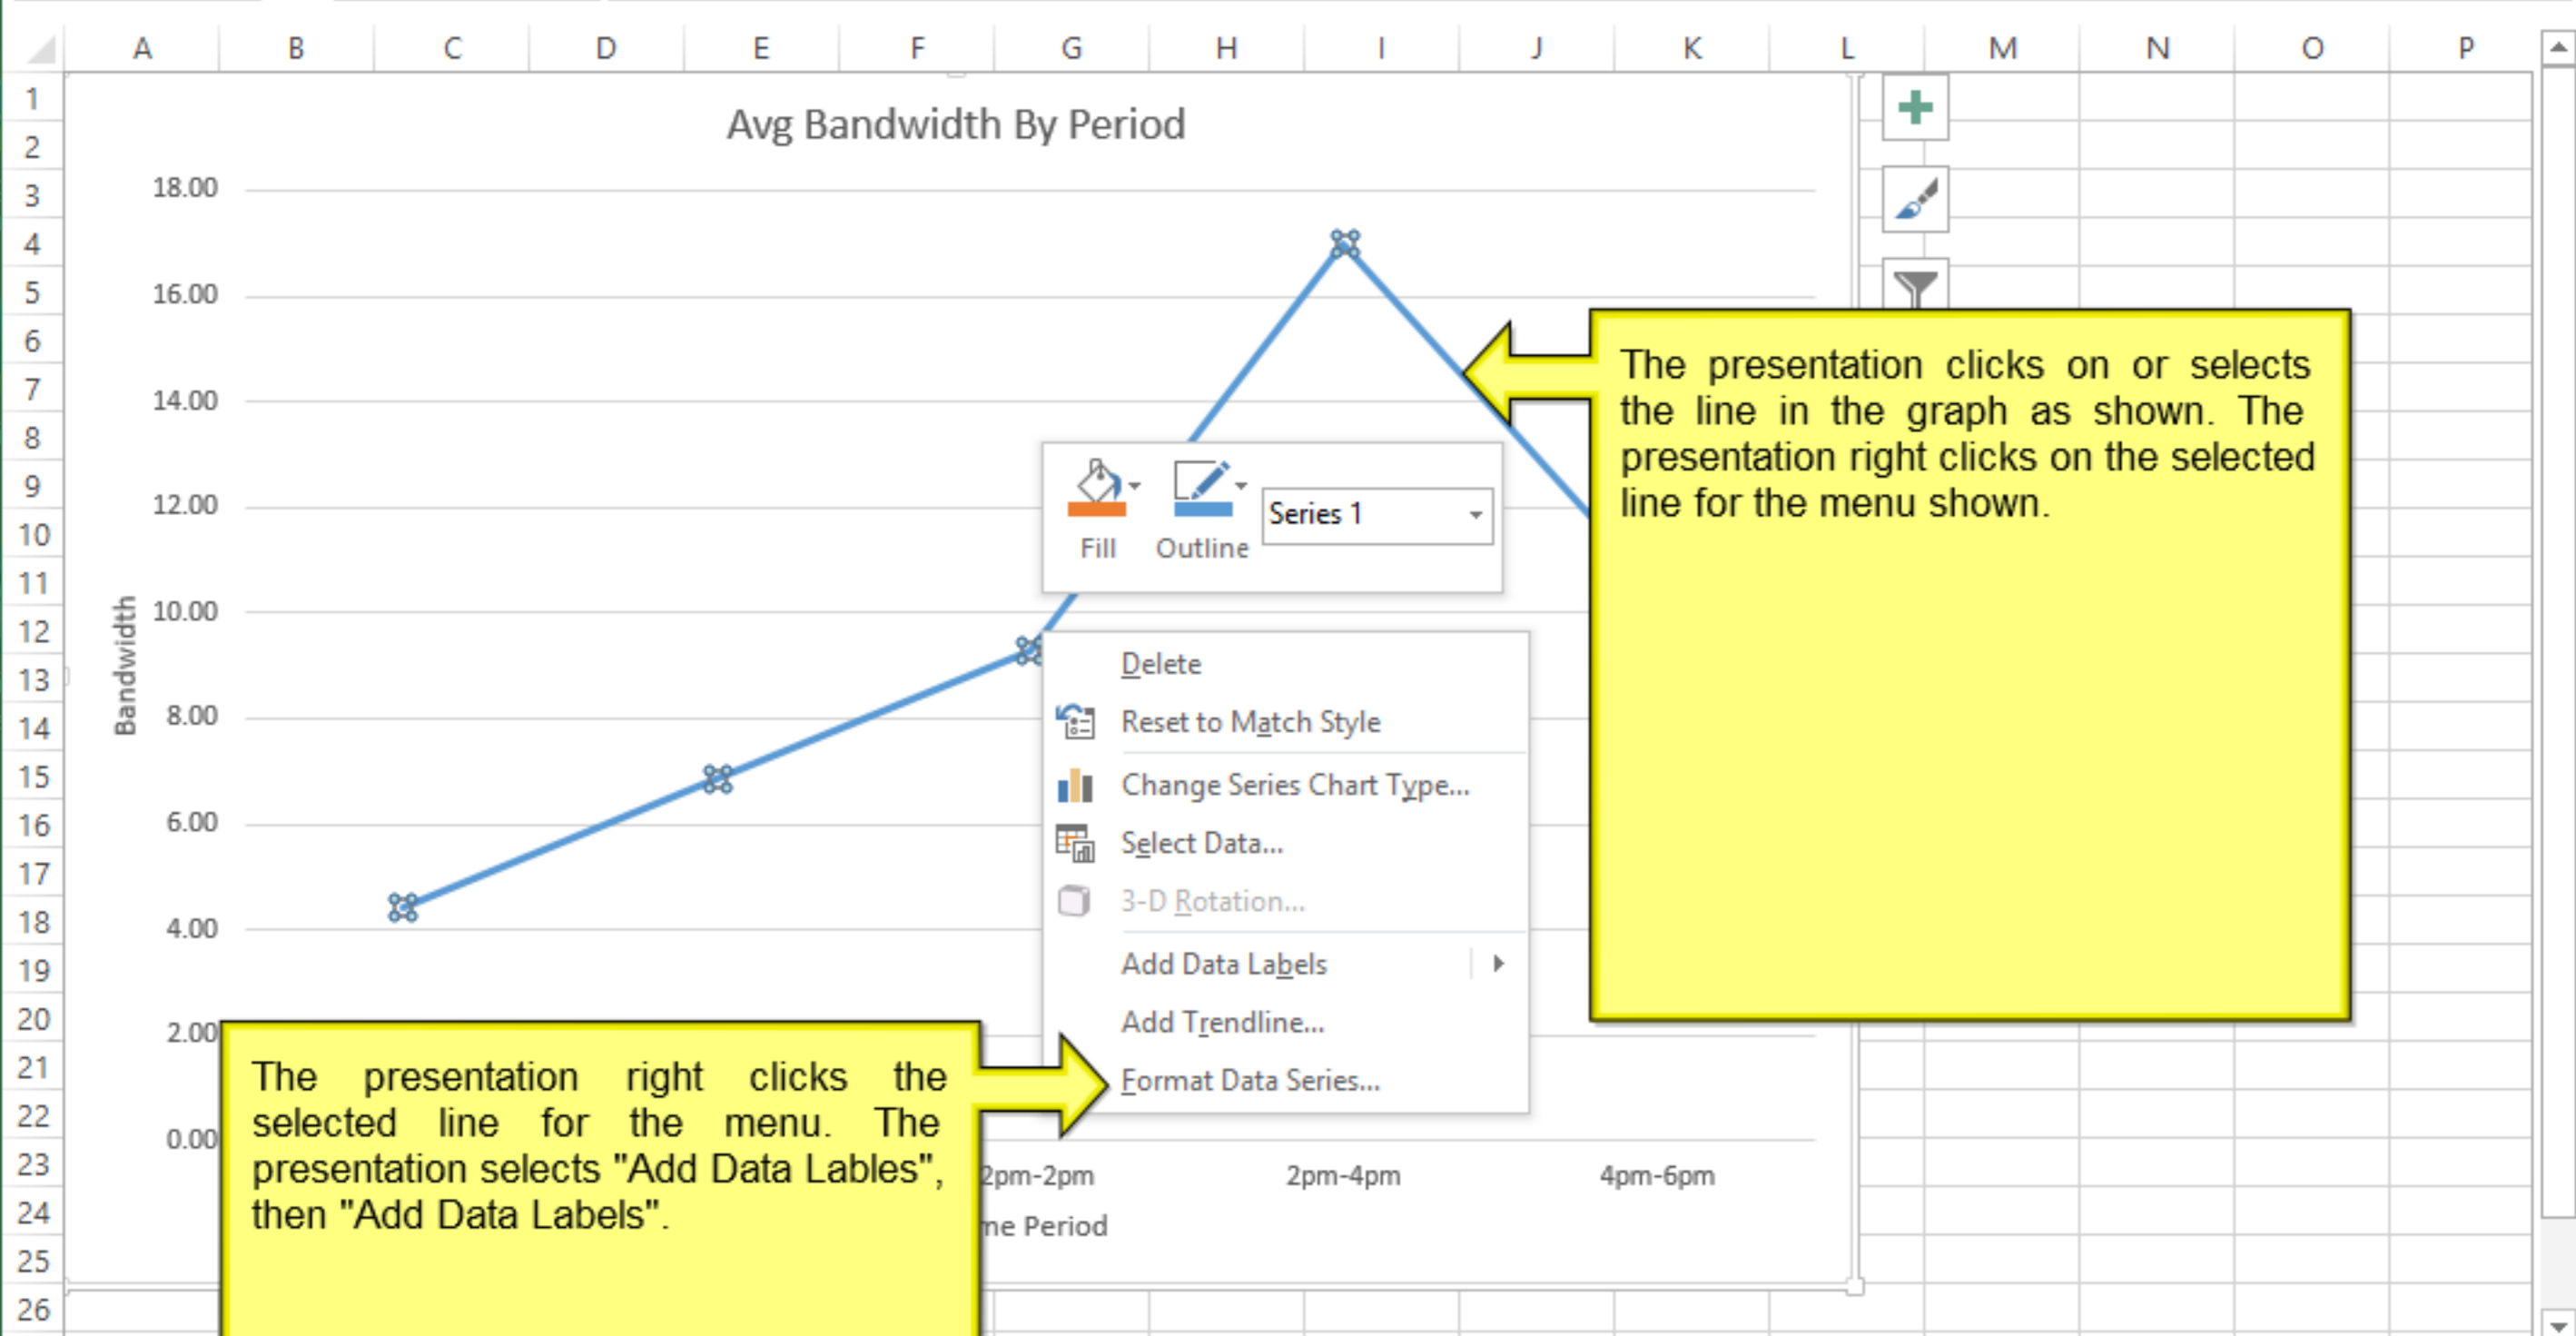 A B C D E F G H I J K L M N O P
1
2
3
4
5
6
7
8
9
10
11
12
13
14
15
16
17
18
19
20
21
22
23
24
25
26
Avg Bandwidth By Period
18.00
16.00
14.00
12.00
10.00
8.00
6.00
4.00
2.00
0.00
Bandwidth
The presentation clicks on or selects
the line in the graph as shown. The
presentation right clicks on the selected
line for the menu shown.
Fill Outline Series 1
Delete
Reset to Match Style
Change Series Chart Type...
Select Data...
3-D Rotation...
Add Data Labels
Add Trendline...
Format Data Series...
The presentation right clicks the
selected line for the menu. The
presentation selects "Add Data Lables",
then "Add Data Labels".
2pm-2pm 2pm-4pm 4pm-6pm
me Period